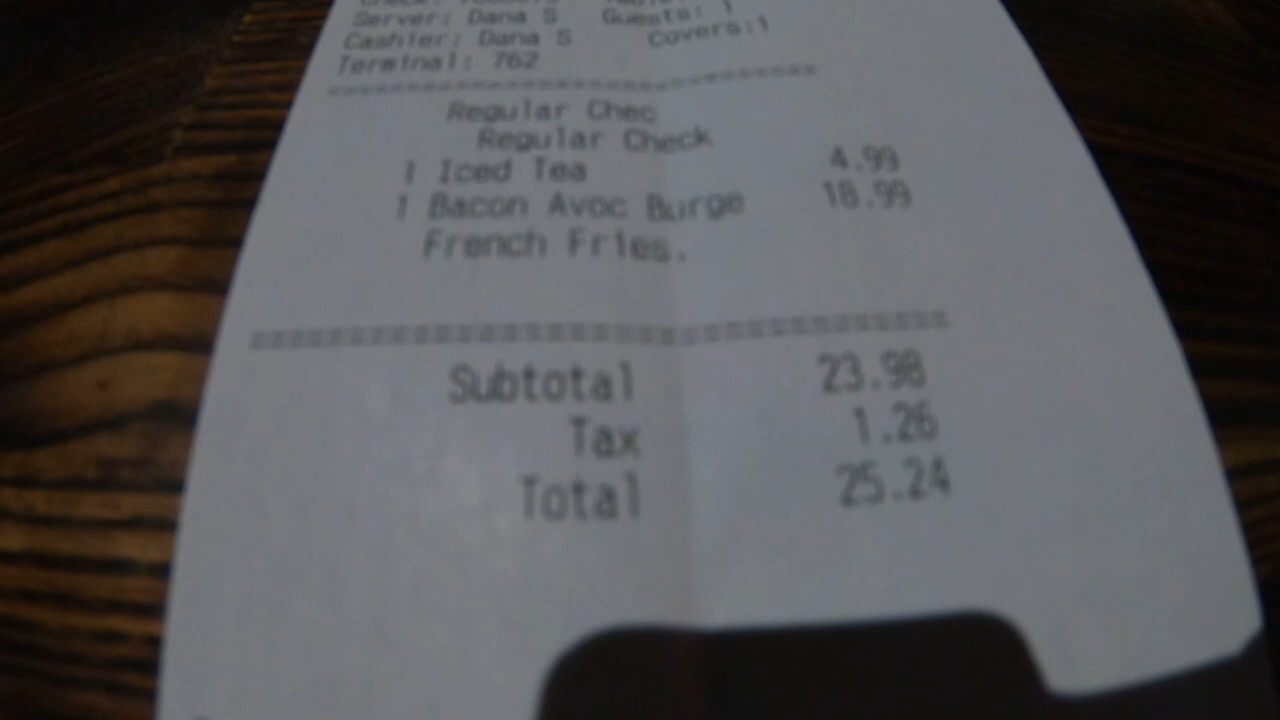 Server: Dana S Guests: 1
Cashier: Dana S Covers:1
Terminal: 762
Regular Chec
Regular Check
1 Iced Tea 4.99
1 Bacon Avoc Burge 18.99
French Fries.
Subtotal 23.98
Tax 1.26
Total 25.24